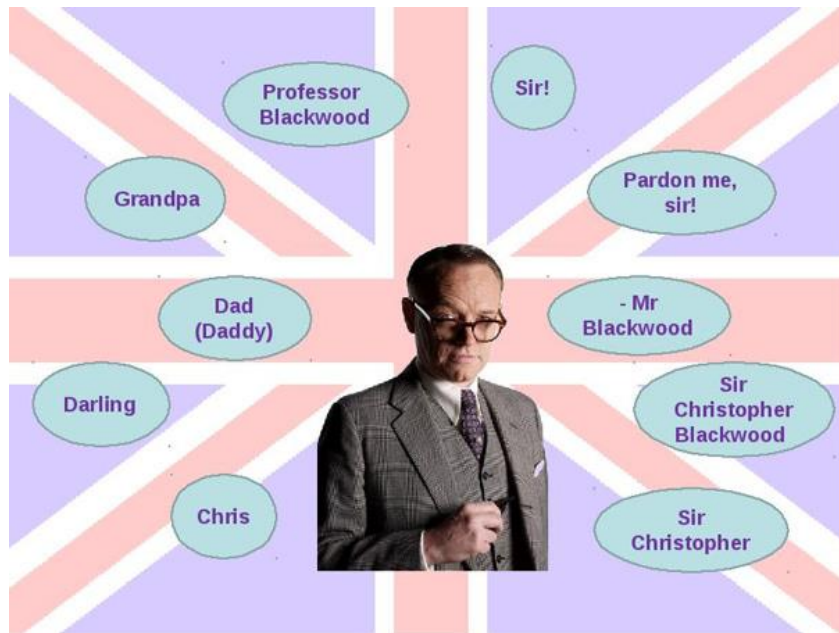 Professor
Blackwood
Sir!
Grandpa
Pardon me,
sir!
Dad
(Daddy)
- Mr
Blackwood
Darling
Sir
Christopher
Blackwood
Chris
Sir
Christopher